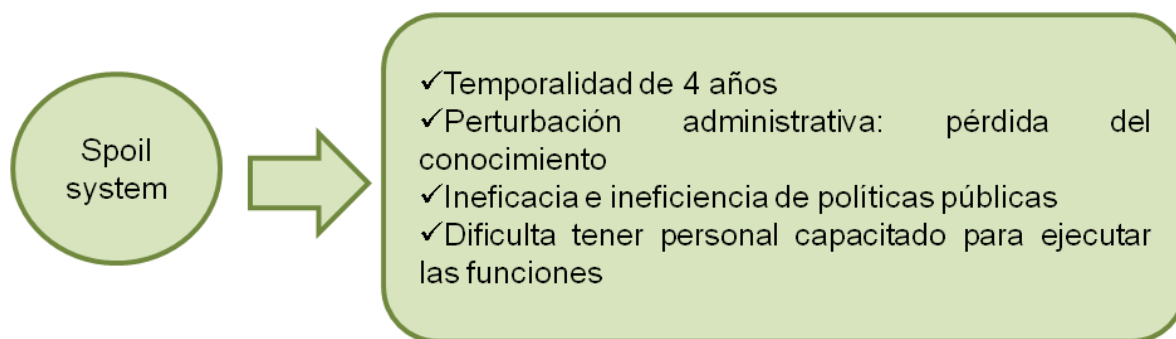 Spoil
system
✓Temporalidad de 4 años
✓Perturbación administrativa: pérdida del
conocimiento
✓Ineficacia e ineficiencia de políticas públicas
✓Dificulta tener personal capacitado para ejecutar
las funciones